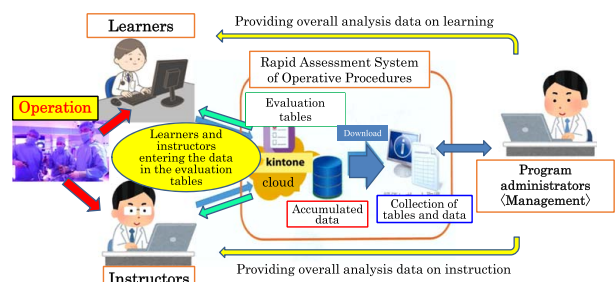 Learners
Providing overall analysis data on learning
Rapid Assessment System
of Operative Procedures
Operation
Evaluation
tables
Download
Learners and
instructors
entering the data
in the evaluation
tables
kintone
cloud
Accumulated
data
Collection of
tables and data
Program
administrators
〈Management〉
Providing overall analysis data on instruction
Instructors